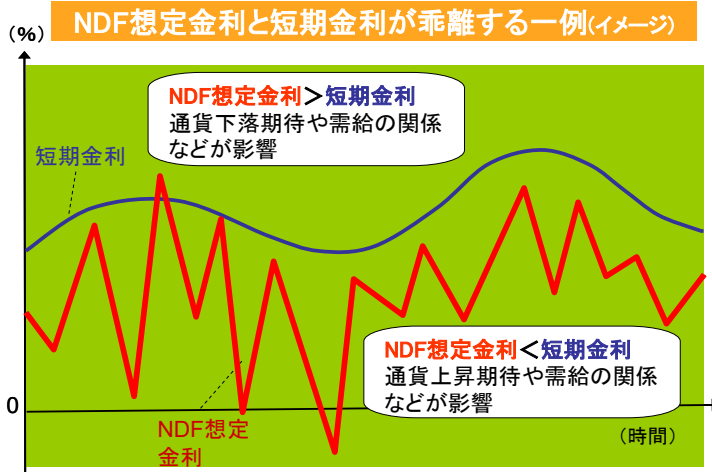 NDF想定金利と短期金利が乖離する一例(イメージ)
(%)
NDF想定金利＞短期金利
通貨下落期待や需給の関係
などが影響
短期金利
NDF想定金利＜短期金利
通貨上昇期待や需給の関係
などが影響
0
NDF想定
金利
(時間)